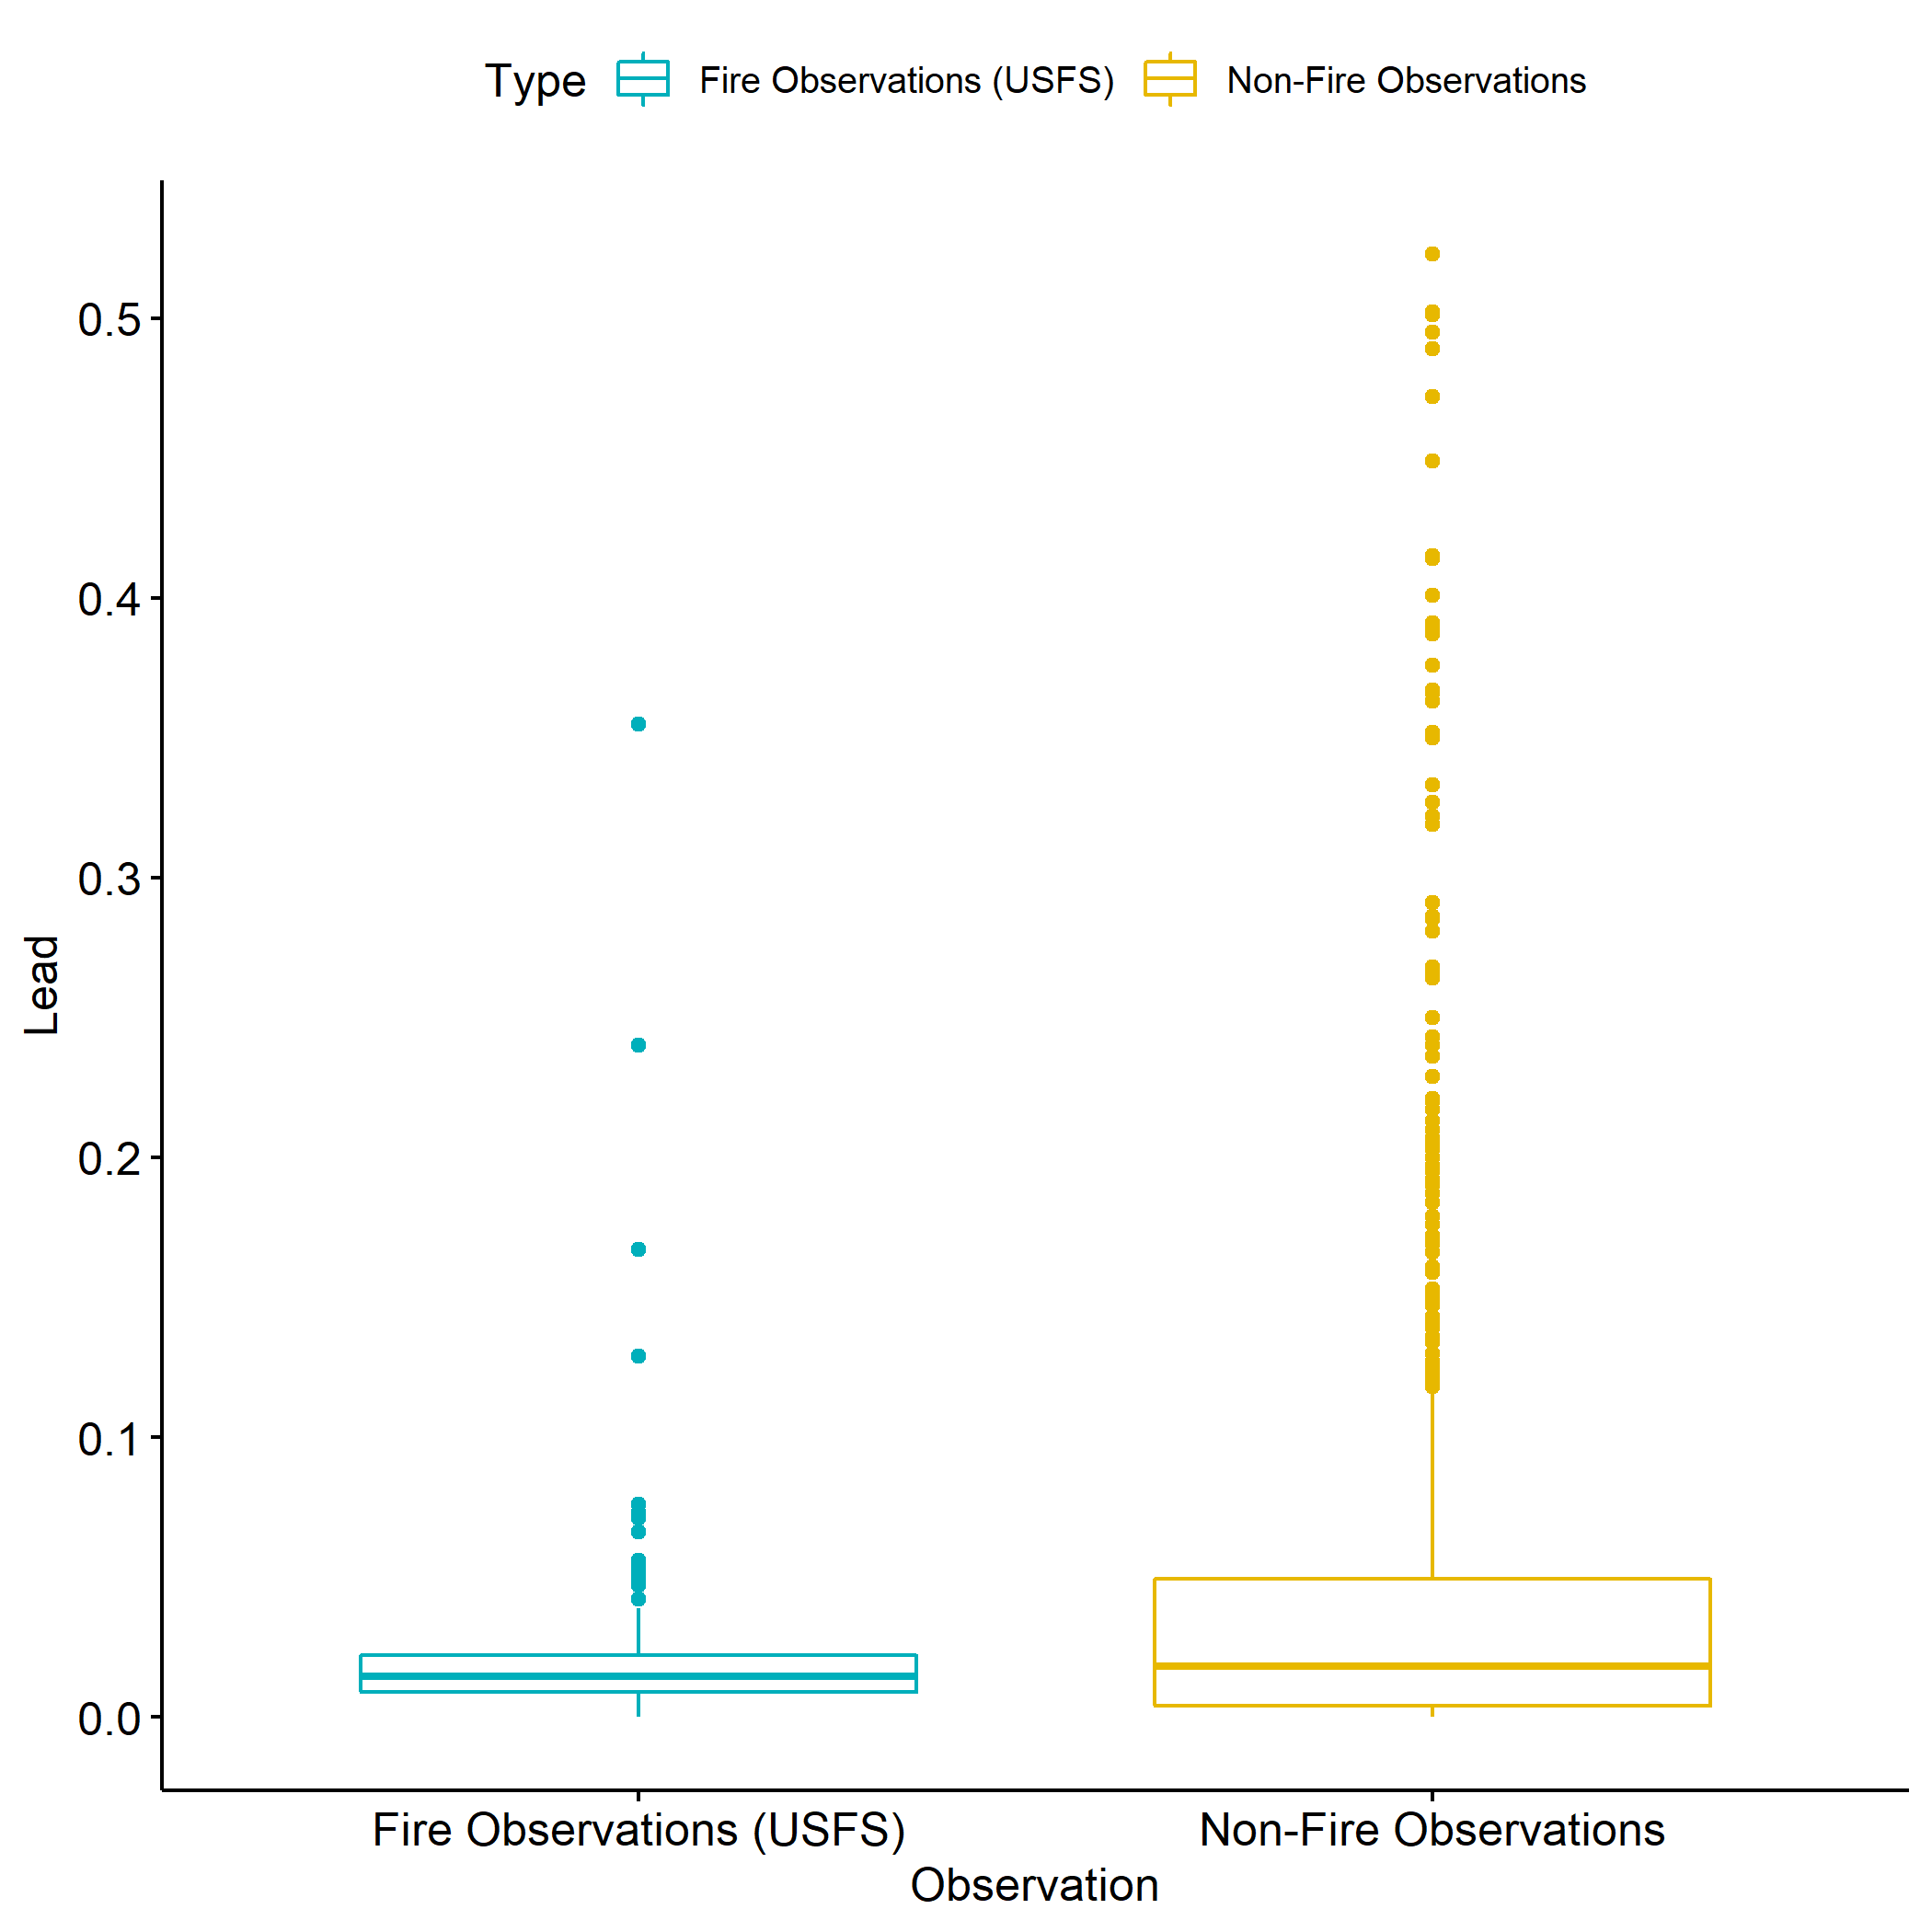 Type Fire Observations (USFS) Non-Fire Observations
0.5
0.4
0.3
0.2
0.1
0.0
Lead
Fire Observations (USFS) Non-Fire Observations
Observation